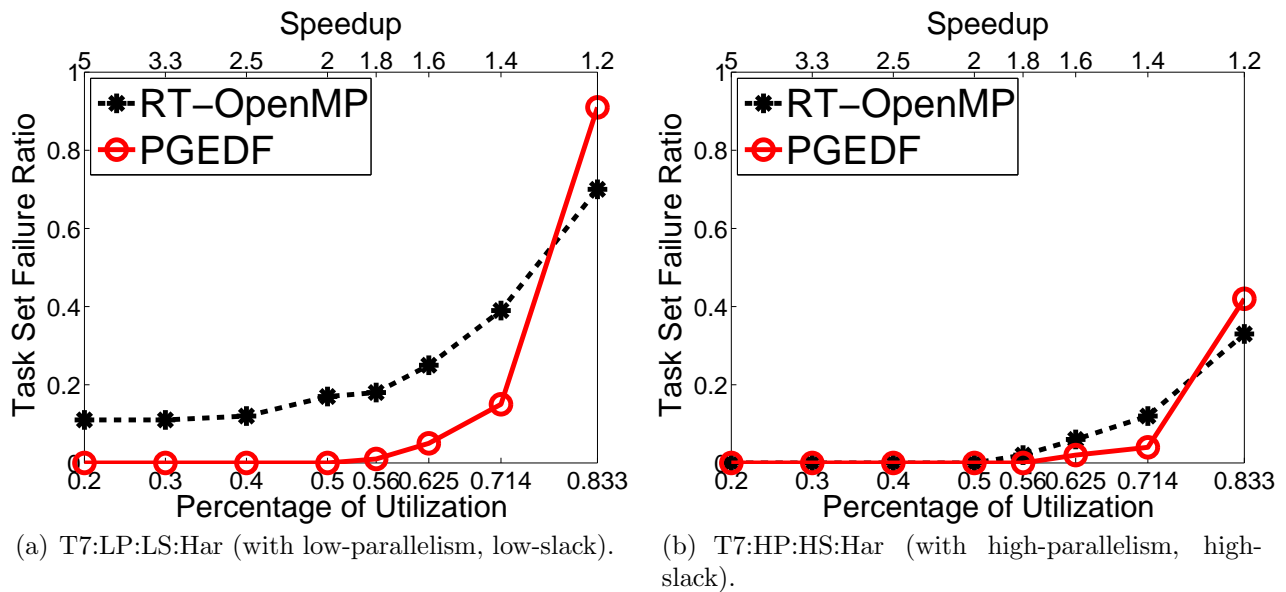 Speedup
5 3.3 2.5 2 1.8 1.6 1.4 1.2
1
RT-OpenMP
PGEDF
0.8
0.6
0.4
0.2
0
Task Set Failure Ratio
0.2 0.3 0.4 0.5 0.56 0.625 0.714 0.833
Percentage of Utilization
(a) T7:LP:LS:Har (with low-parallelism, low-slack).
Speedup
5 3.3 2.5 2 1.8 1.6 1.4 1.2
1
RT-OpenMP
PGEDF
0.8
0.6
0.4
0.2
0
Task Set Failure Ratio
0.2 0.3 0.4 0.5 0.56 0.625 0.714 0.833
Percentage of Utilization
(b) T7:HP:HS:Har (with high-parallelism, high-
slack).